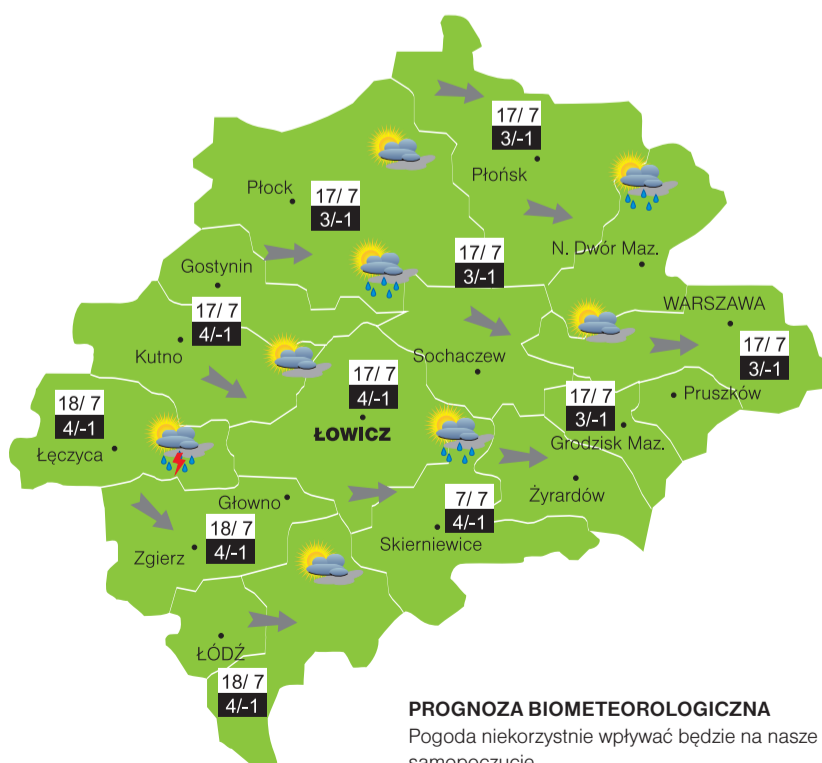 17/ 7
3/-1
Płońsk
Płock
17/ 7
3/-1
17/ 7
3/-1
N. Dwór Maz.
Gostynin
WARSZAWA
17/ 7
4/-1
17/ 7
3/-1
Kutno
Sochaczew
17/ 7
4/-1
ŁOWICZ
17/ 7
3/-1
Pruszków
18/ 7
4/-1
Łęczyca
Grodzisk Maz.
Żyrardów
Głowno
7/ 7
4/-1
Skierniewice
18/ 7
4/-1
Zgierz
ŁÓDŹ
18/ 7
4/-1
PROGNOZA BIOMETEOROLOGICZNA
Pogoda niekorzystnie wpływać będzie na nasze
samopoczucie